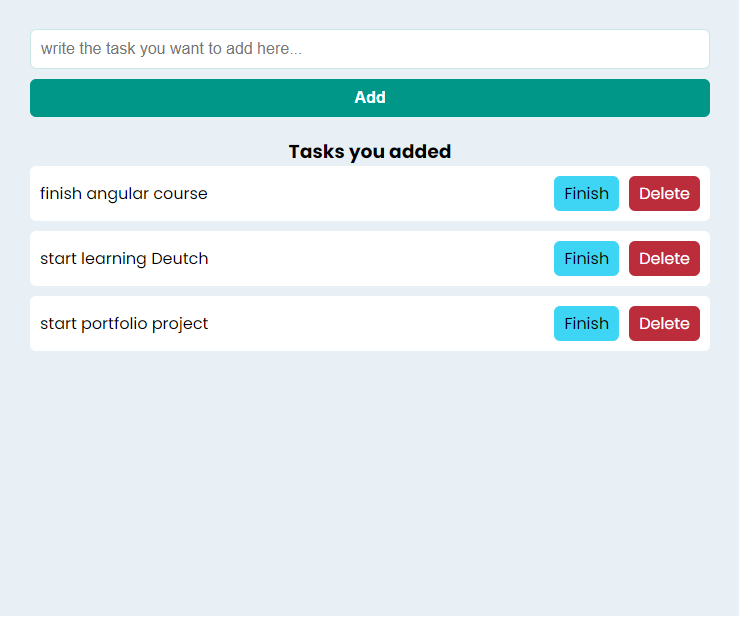 write the task you want to add here...
Add
Tasks you added
finish angular course Finish Delete
start learning Deutch Finish Delete
start portfolio project Finish Delete